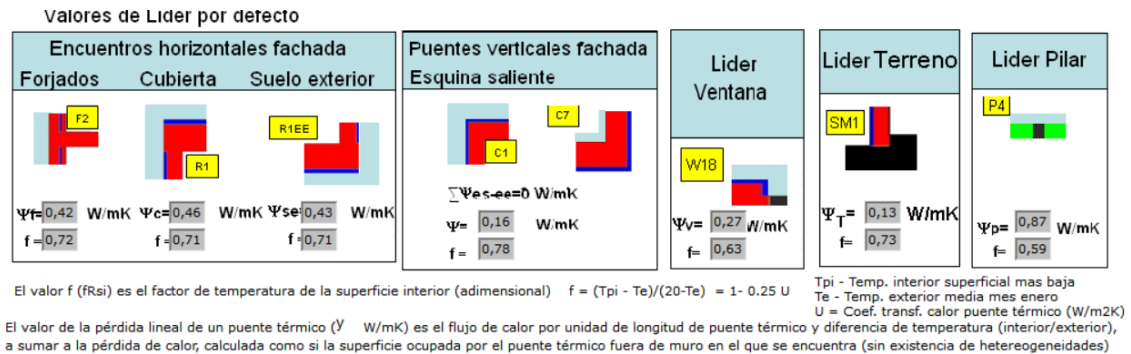 Valores de Lider por defecto
Encuentros horizontales fachada
Forjados Cubierta Suelo exterior
F2
R1
R1EE
Ψf= 0,42 W/mK Ψc= 0,46 W/mK Ψse= 0,43 W/mK
f = 0,72 f = 0,71 f = 0,71
Puentes verticales fachada
Esquina saliente
C1
C7
∑Ψes-ee=0 W/mK
Ψ= 0,16 W/mK
f = 0,78
Lider
Ventana
W18
Ψv= 0,27 W/mK
f= 0,63
Lider Terreno
SM1
ΨT= 0,13 W/mK
f= 0,73
Lider Pilar
P4
Ψp= 0,87 W/mK
f= 0,59
El valor f (fRsi) es el factor de temperatura de la superficie interior (adimensional) f = (Tpi - Te)/(20-Te) = 1- 0.25 U
Tpi - Temp. interior superficial mas baja
Te - Temp. exterior media mes enero
U = Coef. transf. calor puente térmico (W/m2K)
El valor de la pérdida lineal de un puente térmico (y W/mK) es el flujo de calor por unidad de longitud de puente térmico y diferencia de temperatura (interior/exterior),
a sumar a la pérdida de calor, calculada como si la superficie ocupada por el puente térmico fuera de muro en el que se encuentra (sin existencia de hetereogeneidades)